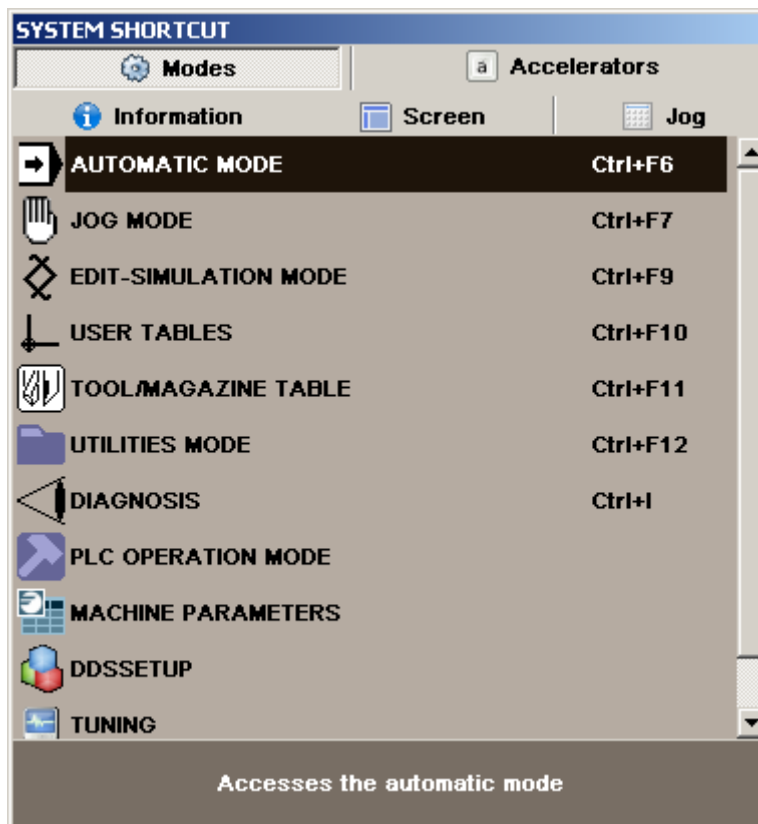 SYSTEM SHORTCUT
Modes a Accelerators
i Information Screen Jog
AUTOMATIC MODE Ctrl+F6
JOG MODE Ctrl+F7
EDIT-SIMULATION MODE Ctrl+F9
USER TABLES Ctrl+F10
TOOL/MAGAZINE TABLE Ctrl+F11
UTILITIES MODE Ctrl+F12
DIAGNOSIS Ctrl+I
PLC OPERATION MODE
MACHINE PARAMETERS
DDSSETUP
TUNING
Accesses the automatic mode